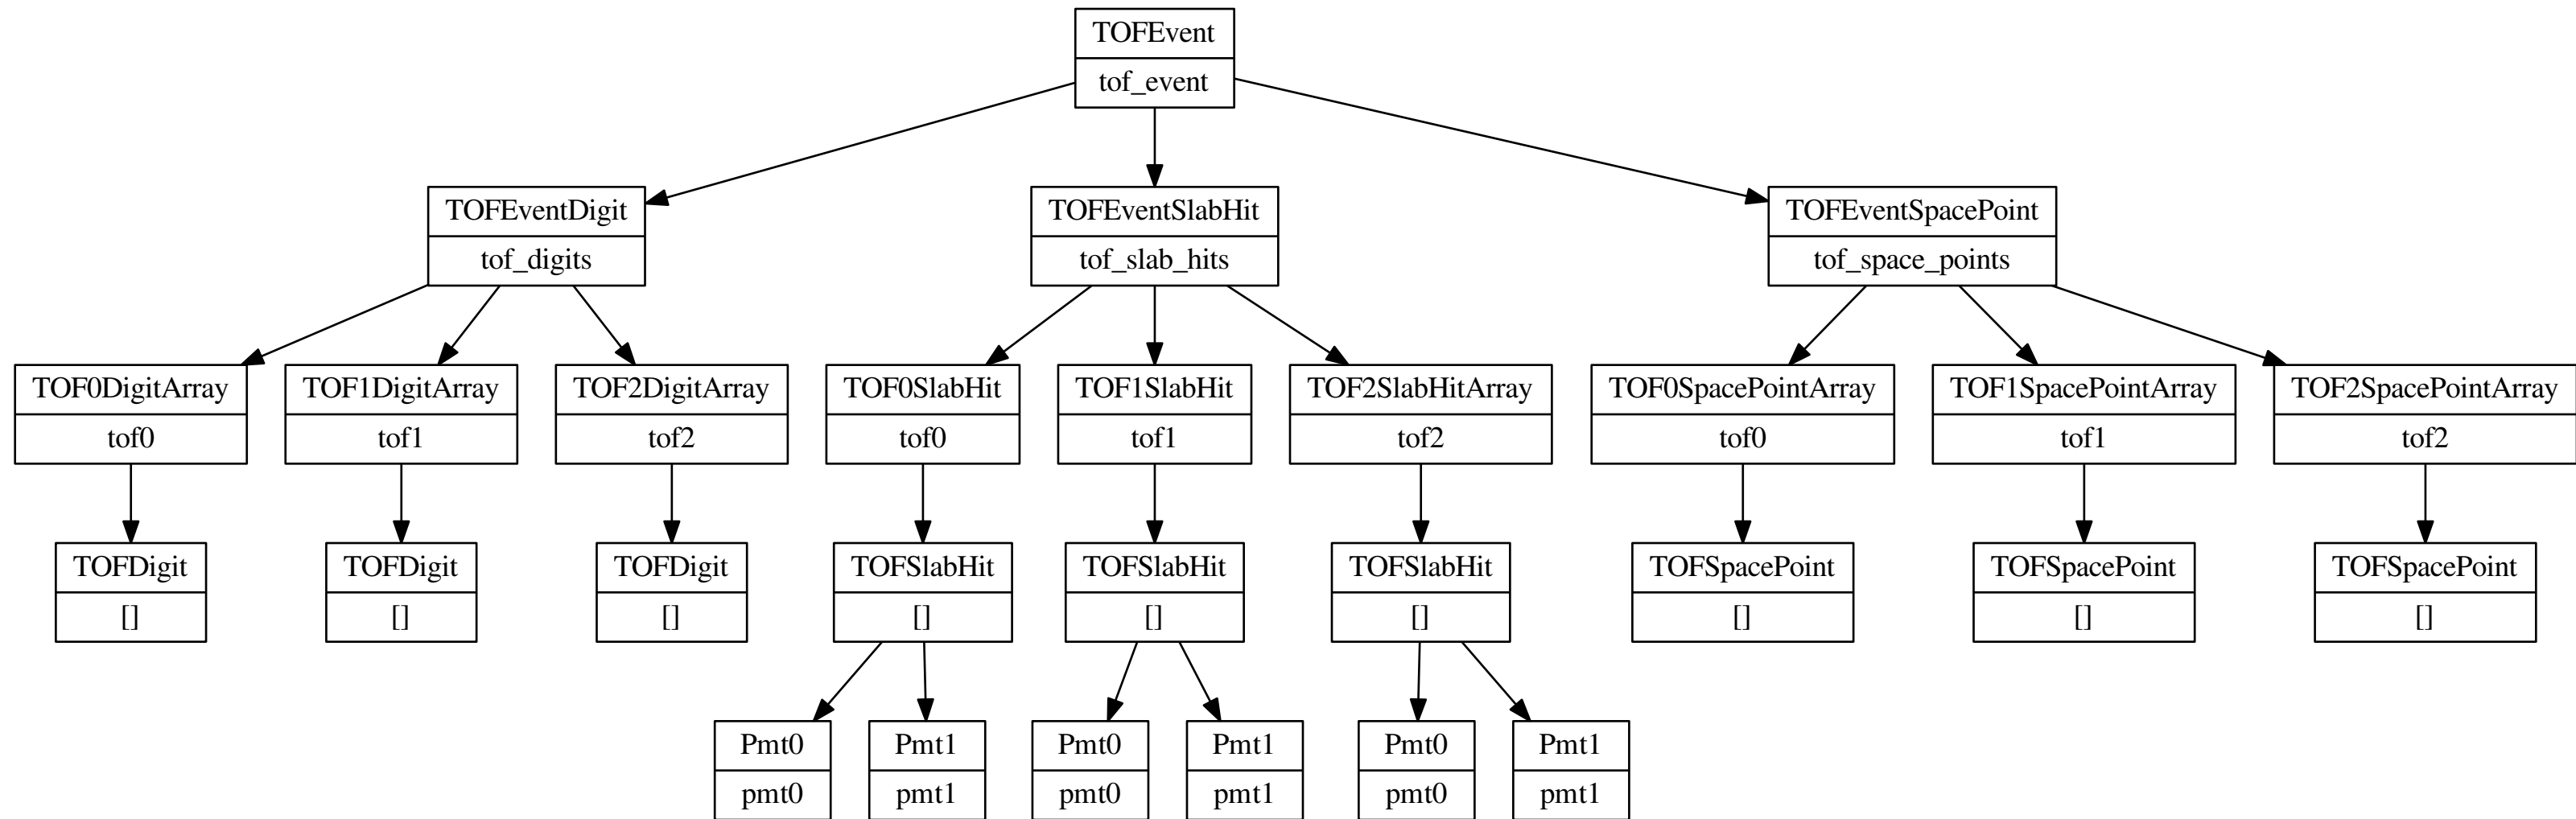 TOFEvent
tof_event
TOFEventDigit
tof_digits
TOFEventSlabHit
tof_slab_hits
TOFEventSpacePoint
tof_space_points
TOF0DigitArray
tof0
TOF1DigitArray
tof1
TOF2DigitArray
tof2
TOF0SlabHit
tof0
TOF1SlabHit
tof1
TOF2SlabHitArray
tof2
TOF0SpacePointArray
tof0
TOF1SpacePointArray
tof1
TOF2SpacePointArray
tof2
TOFDigit
[]
TOFDigit
[]
TOFDigit
[]
TOFSlabHit
[]
TOFSlabHit
[]
TOFSlabHit
[]
TOFSpacePoint
[]
TOFSpacePoint
[]
TOFSpacePoint
[]
Pmt0
pmt0
Pmt1
pmt1
Pmt0
pmt0
Pmt1
pmt1
Pmt0
pmt0
Pmt1
pmt1